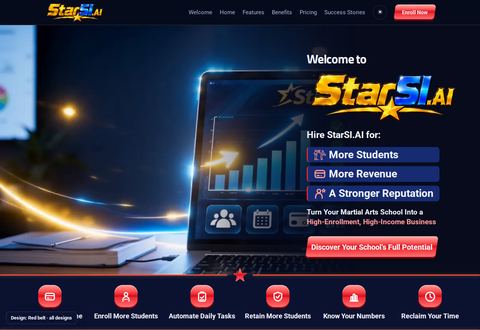 StarSI.AI
Welcome Home Features Benefits Pricing Success Stories
Enroll Now
Welcome to
StarSI.AI
Hire StarSI.AI for:
More Students
More Revenue
A Stronger Reputation
Turn Your Martial Arts School Into a
High-Enrollment, High-Income Business
Discover Your School's Full Potential
Enroll More Students
Automate Daily Tasks
Retain More Students
Know Your Numbers
Reclaim Your Time
Design: Red belt - all designs